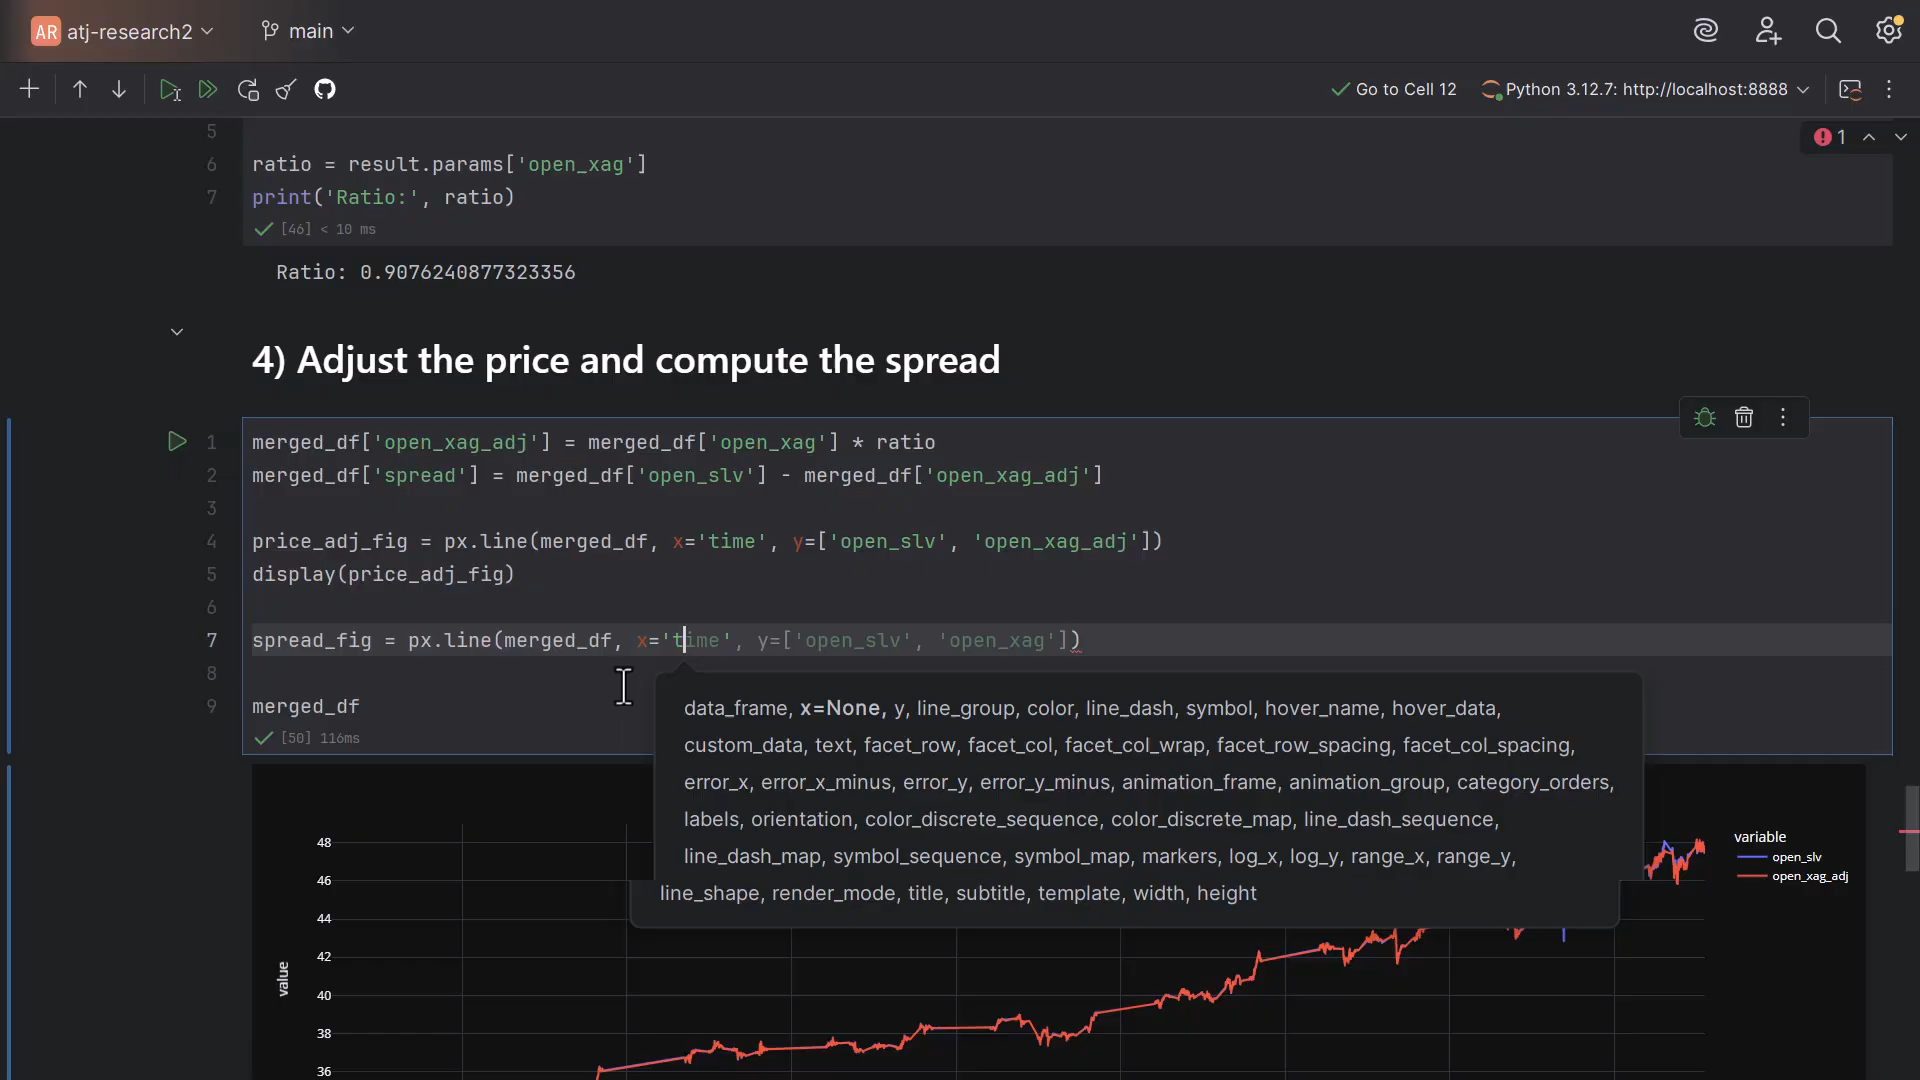 AR atj-research2 main
Go to Cell 12 Python 3.12.7: http://localhost:8888
5
1
6 ratio = result.params['open_xag']
7 print('Ratio:', ratio)
[46] < 10 ms
Ratio: 0.9076240877323356
4) Adjust the price and compute the spread
1 merged_df['open_xag_adj'] = merged_df['open_xag'] * ratio
2 merged_df['spread'] = merged_df['open_slv'] - merged_df['open_xag_adj']
3
4 price_adj_fig = px.line(merged_df, x='time', y=['open_slv', 'open_xag_adj'])
5 display(price_adj_fig)
6
7 spread_fig = px.line(merged_df, x='time', y=['open_slv', 'open_xag'])
8
9 merged_df
[50] 116ms
data_frame, x=None, y, line_group, color, line_dash, symbol, hover_name, hover_data,
custom_data, text, facet_row, facet_col, facet_col_wrap, facet_row_spacing, facet_col_spacing,
error_x, error_x_minus, error_y, error_y_minus, animation_frame, animation_group, category_orders,
labels, orientation, color_discrete_sequence, color_discrete_map, line_dash_sequence,
line_dash_map, symbol_sequence, symbol_map, markers, log_x, log_y, range_x, range_y,
line_shape, render_mode, title, subtitle, template, width, height
variable
open_slv
open_xag_adj
48
46
44
42
40
38
36
value